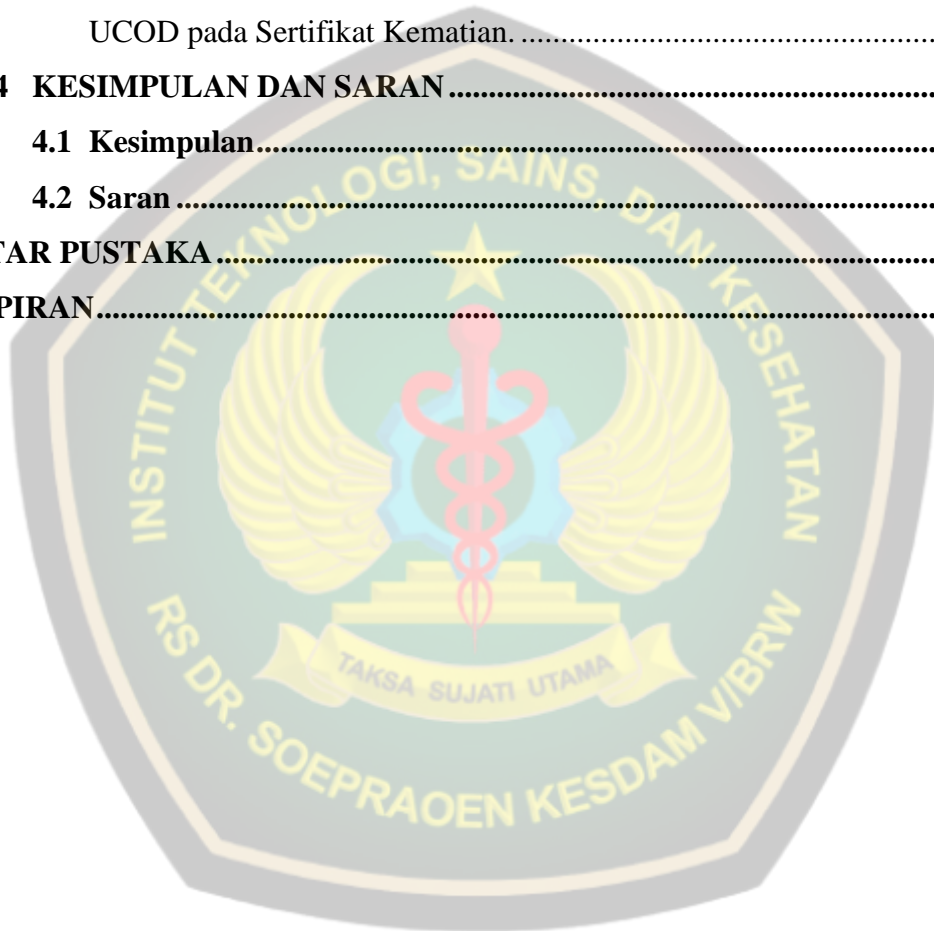 UCOD pada Sertifikat Kematian. ....................................................
4 KESIMPULAN DAN SARAN .............................................................
4.1 Kesimpulan.....................................................................................
4.2 Saran ...............................................................................................
TAR PUSTAKA ..........................................................................................
PIRAN.........................................................................................................
INSTITUT TEKNOLOGI, SAINS, DAN KESEHATAN
TAKSA SUJATI UTAMA
RS DR. SOEPRAOEN KESDAM V/BRW